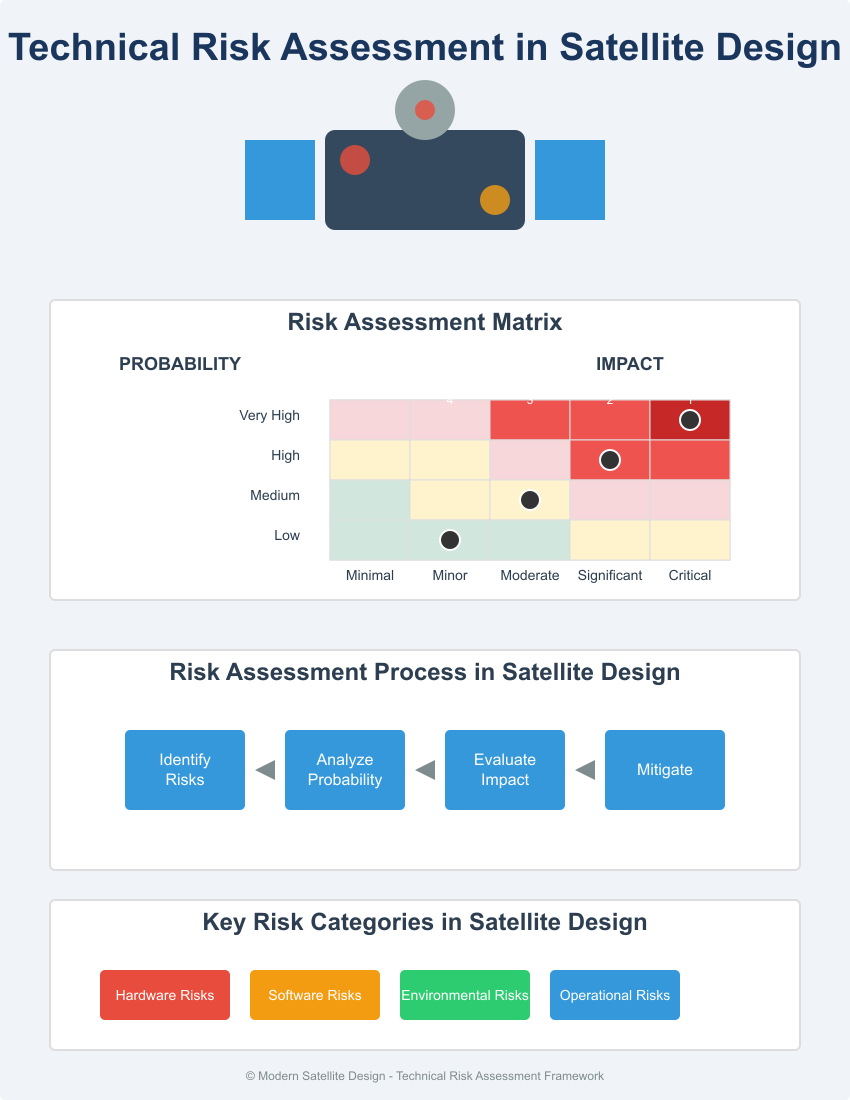 Technical Risk Assessment in Satellite Design
Risk Assessment Matrix
PROBABILITY
IMPACT
4 3 2 1
Very High
High
Medium
Low
Minimal Minor Moderate Significant Critical
Risk Assessment Process in Satellite Design
Identify
Risks
Analyze
Probability
Evaluate
Impact
Mitigate
Key Risk Categories in Satellite Design
Hardware Risks
Software Risks
Environmental Risks
Operational Risks
© Modern Satellite Design - Technical Risk Assessment Framework